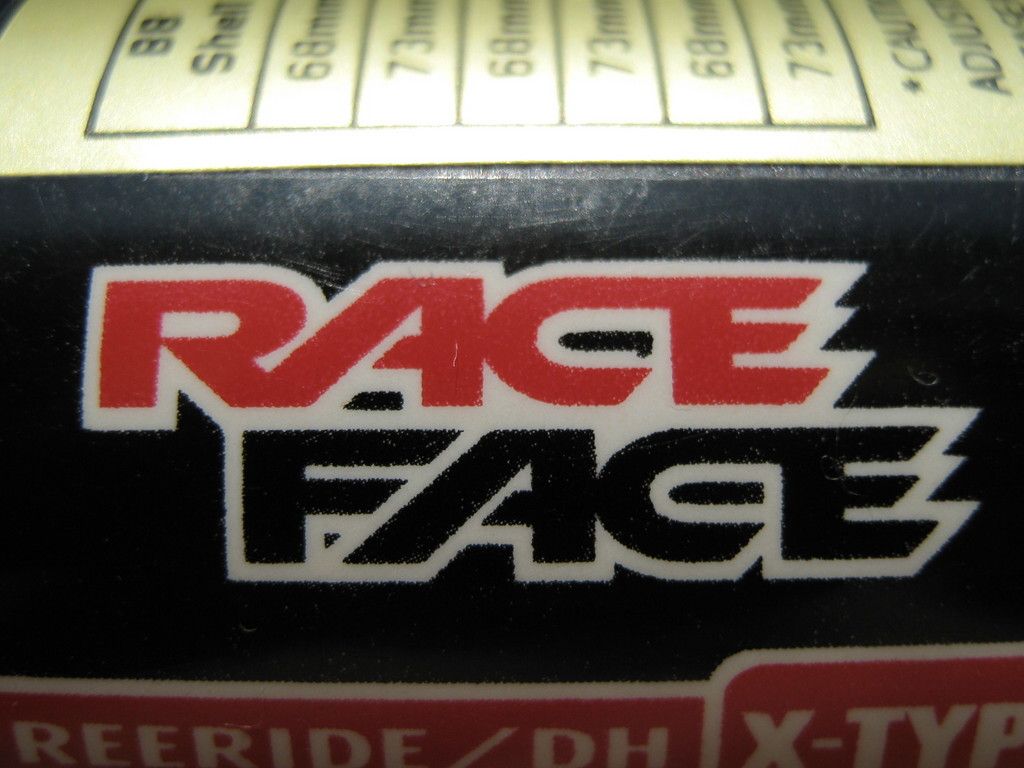 BB
Shell
68mm
73mm
68mm
73mm
68mm
73mm
RACE
FACE
REERIDE / DH
X-TYP